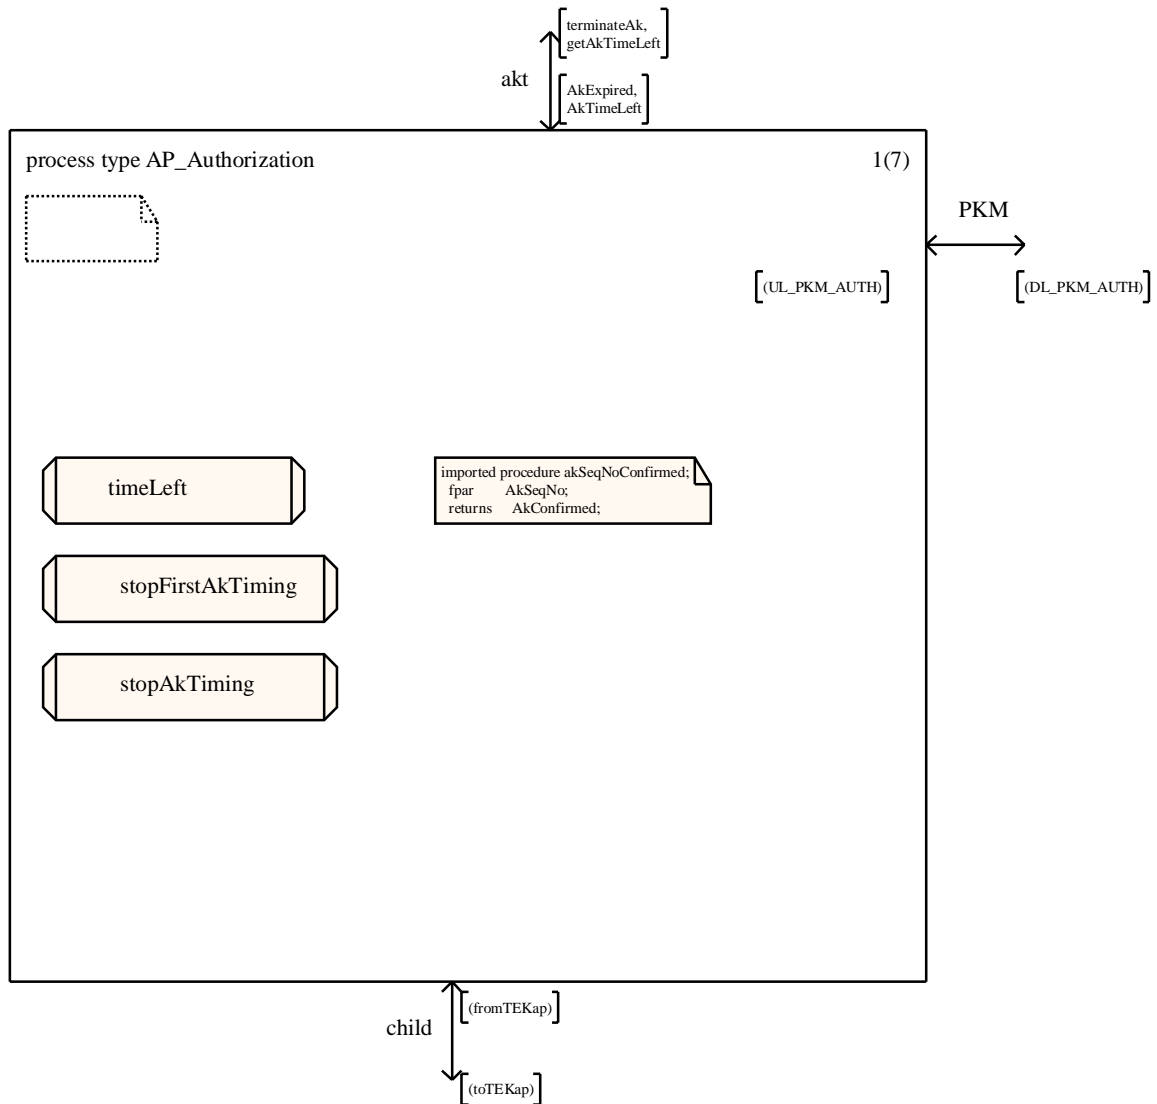 terminateAk,
getAkTimeLeft
akt
AkExpired,
AkTimeLeft
process type AP_Authorization
1(7)
PKM
(UL_PKM_AUTH)
(DL_PKM_AUTH)
timeLeft
imported procedure akSeqNoConfirmed;
fpar AkSeqNo;
returns AkConfirmed;
stopFirstAkTiming
stopAkTiming
(fromTEKap)
child
(toTEKap)